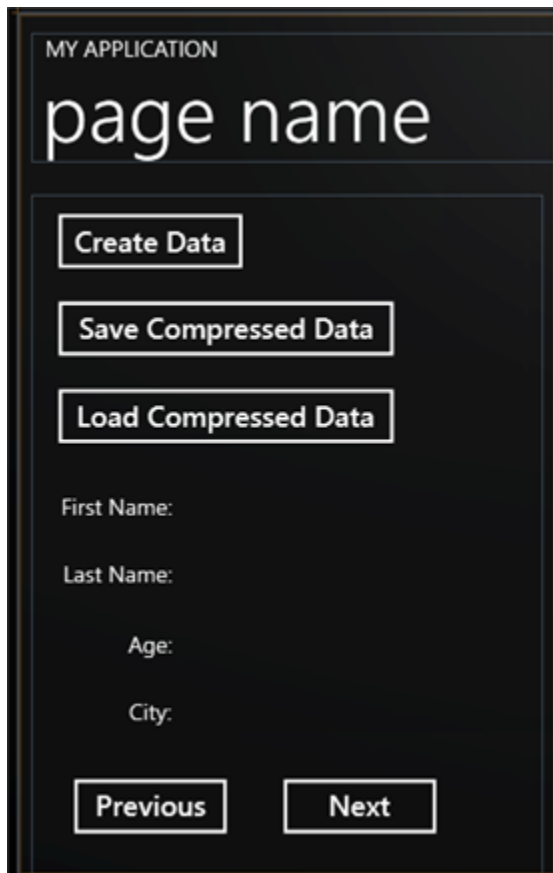 MY APPLICATION
page name
Create Data
Save Compressed Data
Load Compressed Data
First Name:
Last Name:
Age:
City:
Previous Next